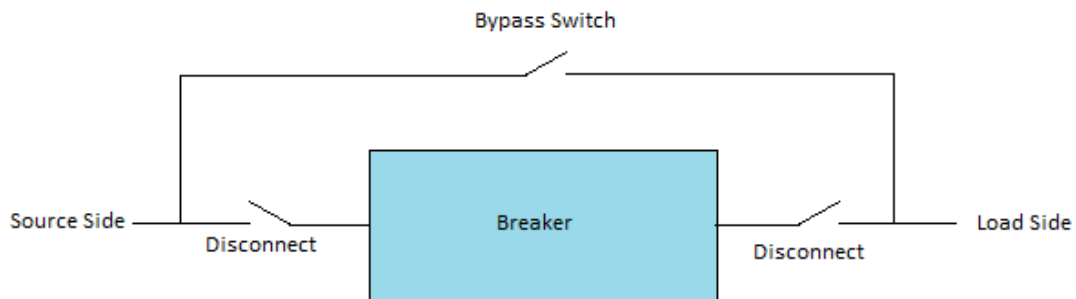 Bypass Switch
Source Side
Disconnect
Breaker
Disconnect
Load Side